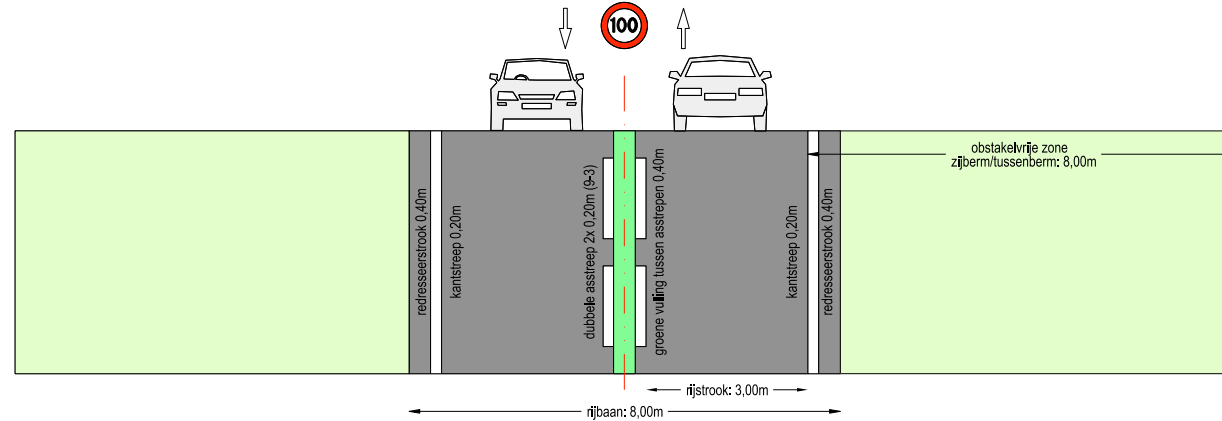 100
obstakelvrije zone
zijberm/tussenberm: 8,00m
redresseerstrook 0,40m
kantstreep 0,20m
dubbele asstreep 2x 0,20m (9-3)
groene vulling tussen asstrepen 0,40m
kantstreep 0,20m
redresseerstrook 0,40m
rijstrook: 3,00m
rijbaan: 8,00m